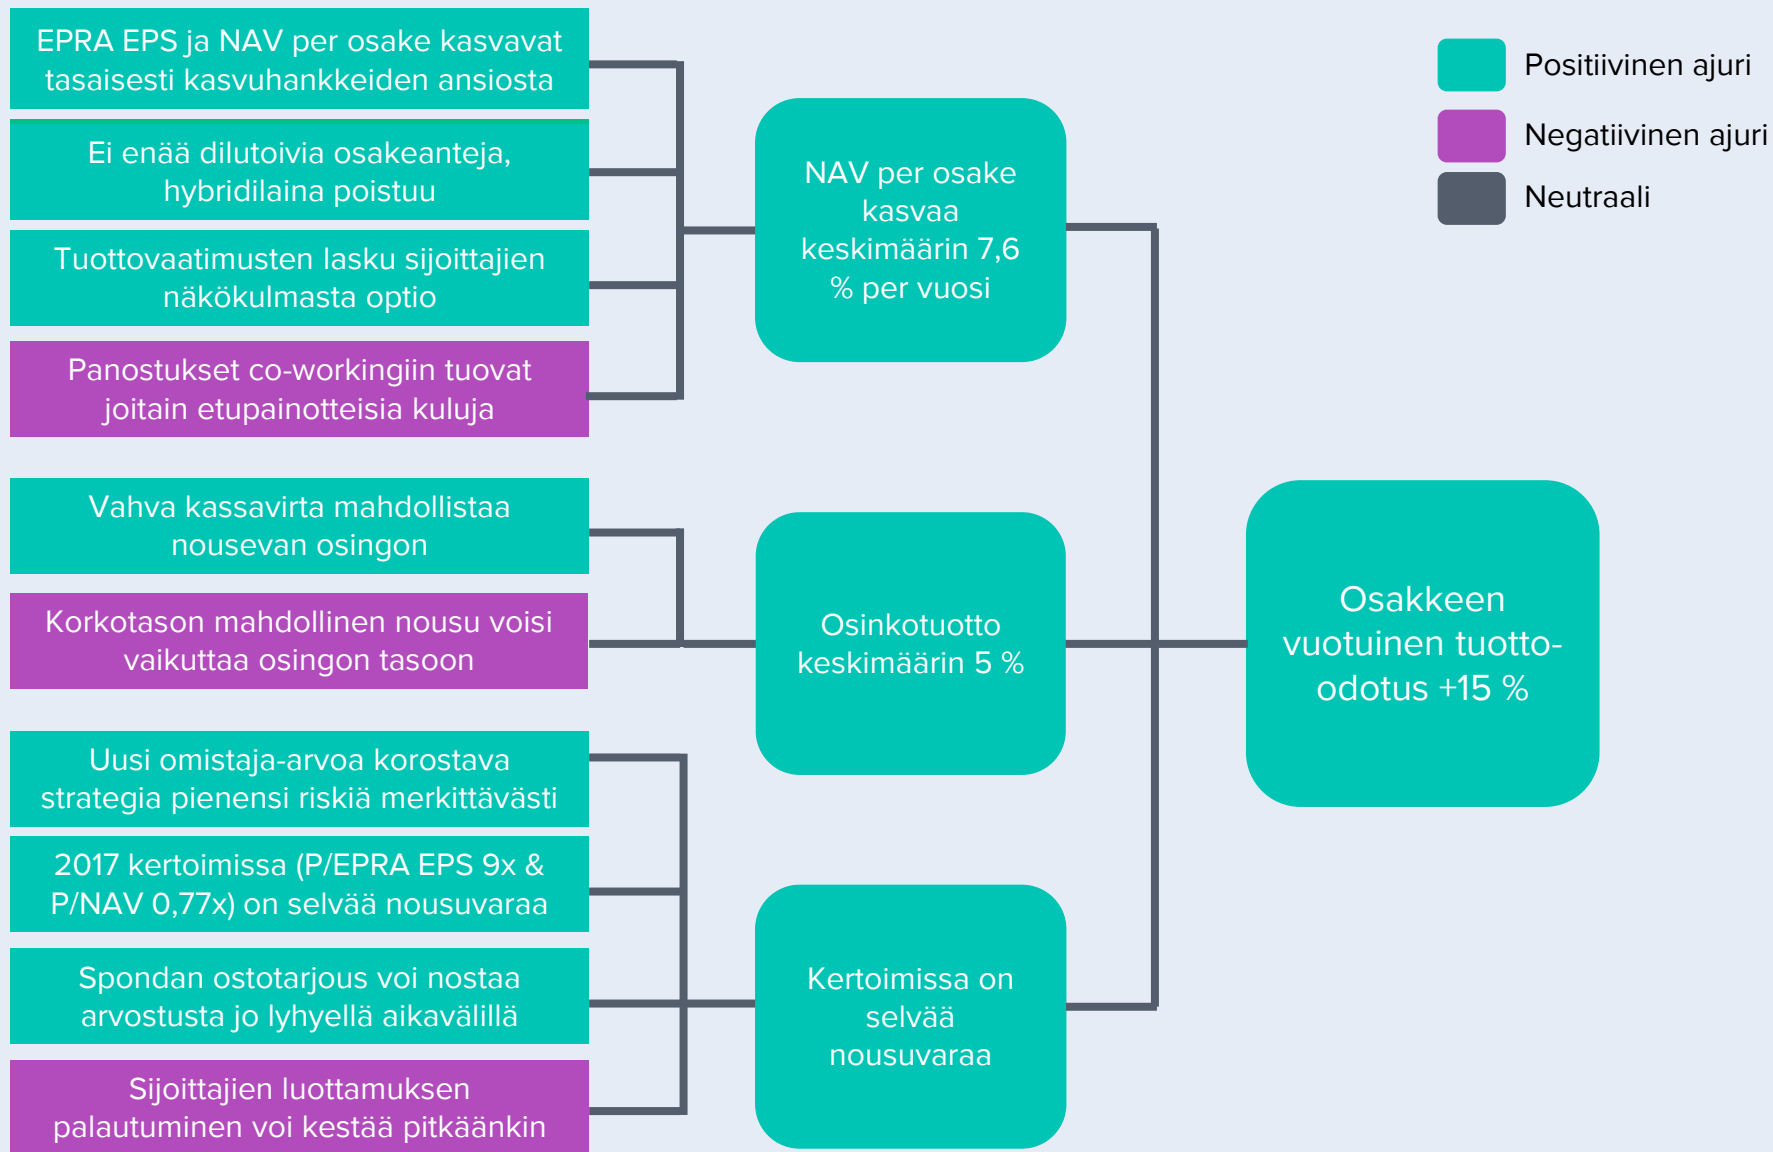 EPRA EPS ja NAV per osake kasvavat
tasaisesti kasvuhankkeiden ansiosta
Ei enää dilutoivia osakeanteja,
hybridilaina poistuu
Tuottovaatimusten lasku sijoittajien
näkökulmasta optio
Panostukset co-workingiin tuovat
joitain etupainotteisia kuluja
Vahva kassavirta mahdollistaa
nousevan osingon
Korkotason mahdollinen nousu voisi
vaikuttaa osingon tasoon
Uusi omistaja-arvoa korostava
strategia pienensi riskiä merkittävästi
2017 kertoimissa (P/EPRA EPS 9x &
P/NAV 0,77x) on selvää nousuvaraa
Spondan ostotarjous voi nostaa
arvostusta jo lyhyellä aikavälillä
Sijoittajien luottamuksen
palautuminen voi kestää pitkäänkin
NAV per osake
kasvaa
keskimäärin 7,6
% per vuosi
Osinkotuotto
keskimäärin 5 %
Kertoimissa on
selvää
nousuvaraa
Osakkeen
vuotuinen tuotto-
odotus +15 %
Positiivinen ajuri
Negatiivinen ajuri
Neutraali